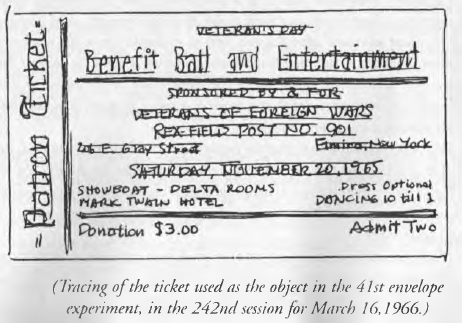 "Patron Ticket"
VETERAN'S DAY
Benefit Ball and Entertainment
SPONSORED BY & FOR
VETERANS OF FOREIGN WARS
REXFIELD POST NO. 901
E. Gray Street Elmira, New York
SATURDAY, NOVEMBER 20, 1965
SHOWBOAT - DELTA ROOMS Dress Optional
MARK TWAIN HOTEL DANCING 10 till 1
Donation $3.00 Admit Two
(Tracing of the ticket used as the object in the 41st envelope
experiment, in the 242nd session for March 16, 1966.)